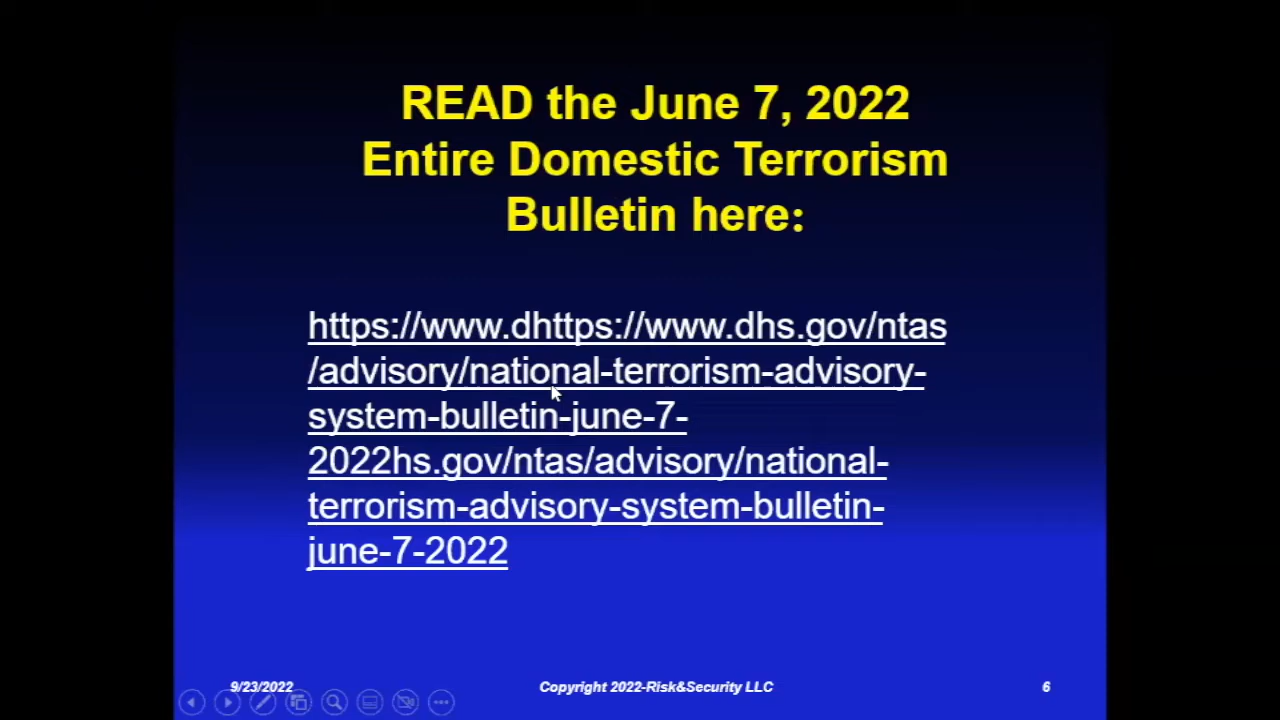 READ the June 7, 2022
Entire Domestic Terrorism
Bulletin here:
https://www.dhttps://www.dhs.gov/ntas
/advisory/national-terrorism-advisory-
system-bulletin-june-7-
2022hs.gov/ntas/advisory/national-
terrorism-advisory-system-bulletin-
june-7-2022
9/23/2022
Copyright 2022-Risk&Security LLC
6